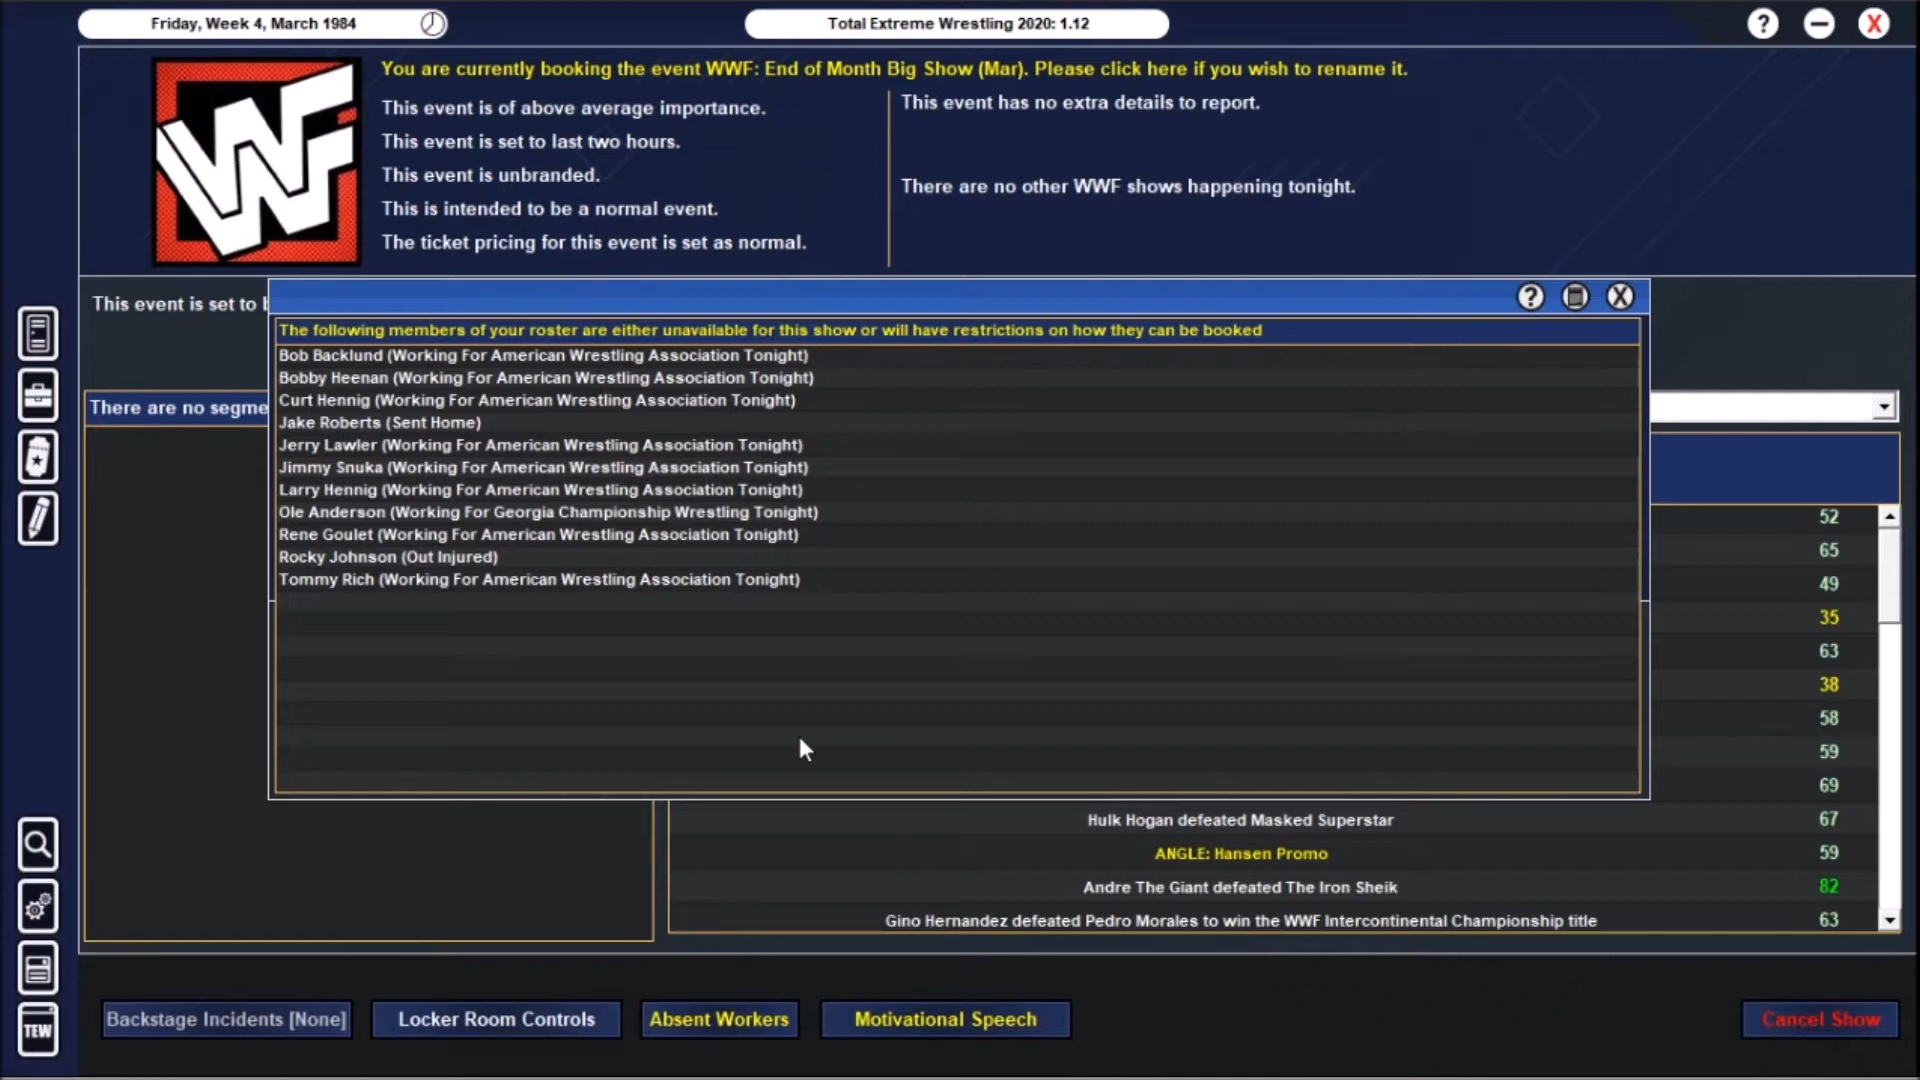 Friday, Week 4, March 1984
Total Extreme Wrestling 2020: 1.12
?
X
WF
You are currently booking the event WWF: End of Month Big Show (Mar). Please click here if you wish to rename it.
This event is of above average importance.
This event is set to last two hours.
This event is unbranded.
This is intended to be a normal event.
The ticket pricing for this event is set as normal.
This event has no extra details to report.
There are no other WWF shows happening tonight.
This event is set to b
? X
The following members of your roster are either unavailable for this show or will have restrictions on how they can be booked
Bob Backlund (Working For American Wrestling Association Tonight)
Bobby Heenan (Working For American Wrestling Association Tonight)
Curt Hennig (Working For American Wrestling Association Tonight)
Jake Roberts (Sent Home)
Jerry Lawler (Working For American Wrestling Association Tonight)
Jimmy Snuka (Working For American Wrestling Association Tonight)
Larry Hennig (Working For American Wrestling Association Tonight)
Ole Anderson (Working For Georgia Championship Wrestling Tonight)
Rene Goulet (Working For American Wrestling Association Tonight)
Rocky Johnson (Out Injured)
Tommy Rich (Working For American Wrestling Association Tonight)
There are no segme
52
65
49
35
63
38
58
59
69
Hulk Hogan defeated Masked Superstar 67
ANGLE: Hansen Promo 59
Andre The Giant defeated The Iron Sheik 82
Gino Hernandez defeated Pedro Morales to win the WWF Intercontinental Championship title 63
TEW
Backstage Incidents [None]
Locker Room Controls
Absent Workers
Motivational Speech
Cancel Show